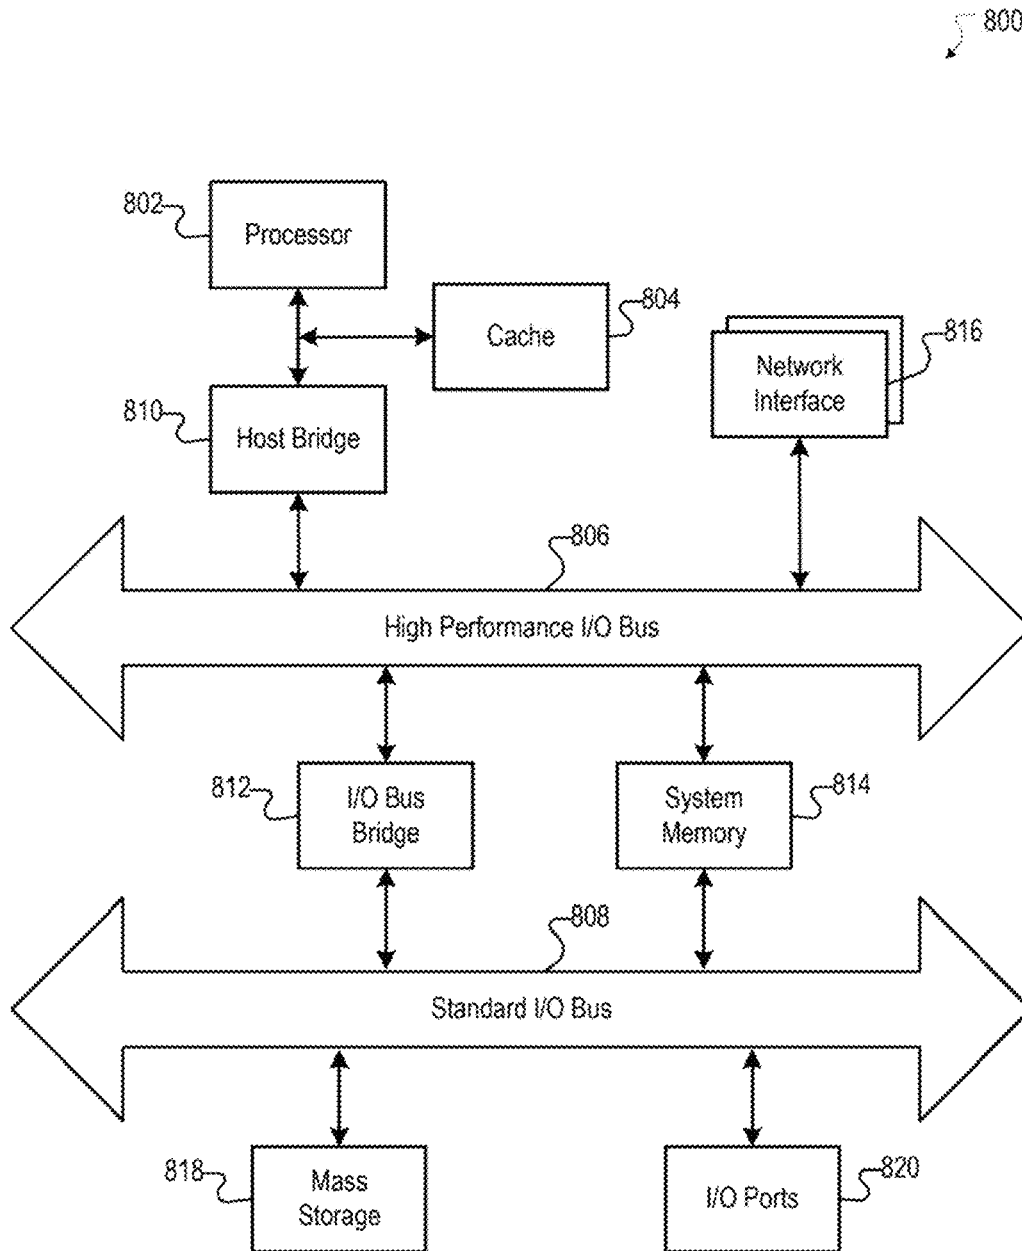 800
802
Processor
804
Cache
816
Network
Interface
810
Host Bridge
806
High Performance I/O Bus
812
I/O Bus
Bridge
System
Memory
814
808
Standard I/O Bus
818
Mass
Storage
I/O Ports
820